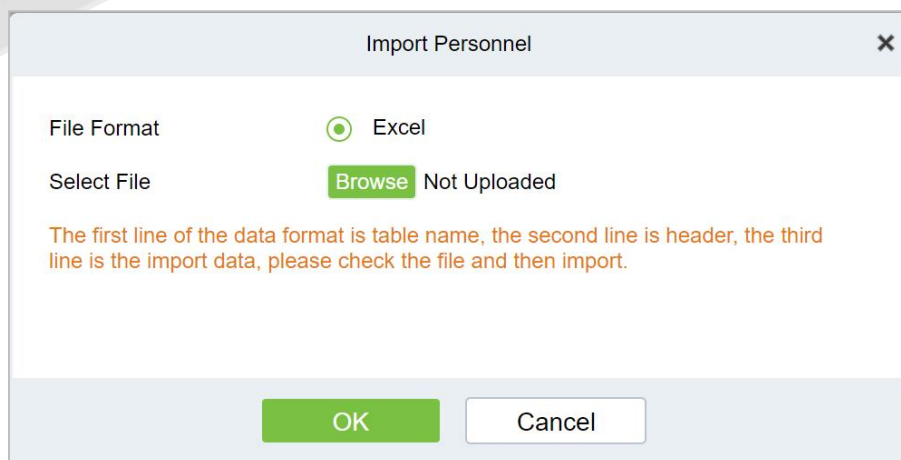 Import Personnel
File Format Excel
Select File Browse Not Uploaded
The first line of the data format is table name, the second line is header, the third
line is the import data, please check the file and then import.
OK Cancel